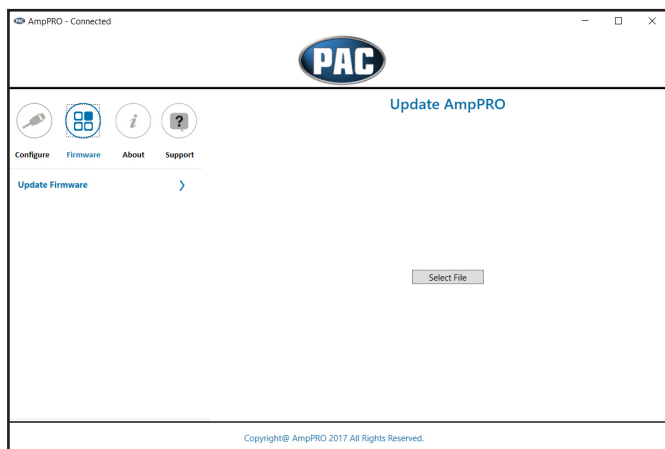 AmpPRO - Connected
PAC
Update AmpPRO
Configure Firmware About Support
Update Firmware
Select File
Copyright@ AmpPRO 2017 All Rights Reserved.